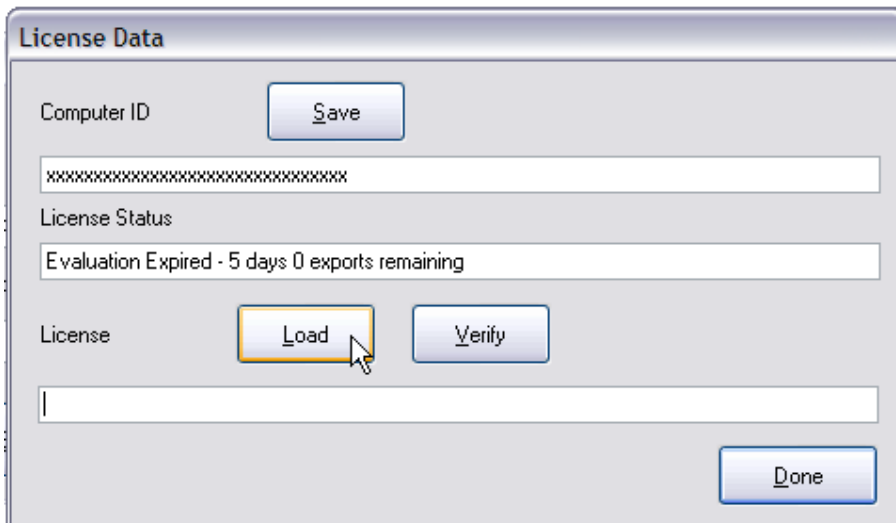 License Data
Computer ID Save
xxxxxxxxxxxxxxxxxxxxxxxxxxxxxxxx
License Status
Evaluation Expired - 5 days 0 exports remaining
License Load Verify
Done